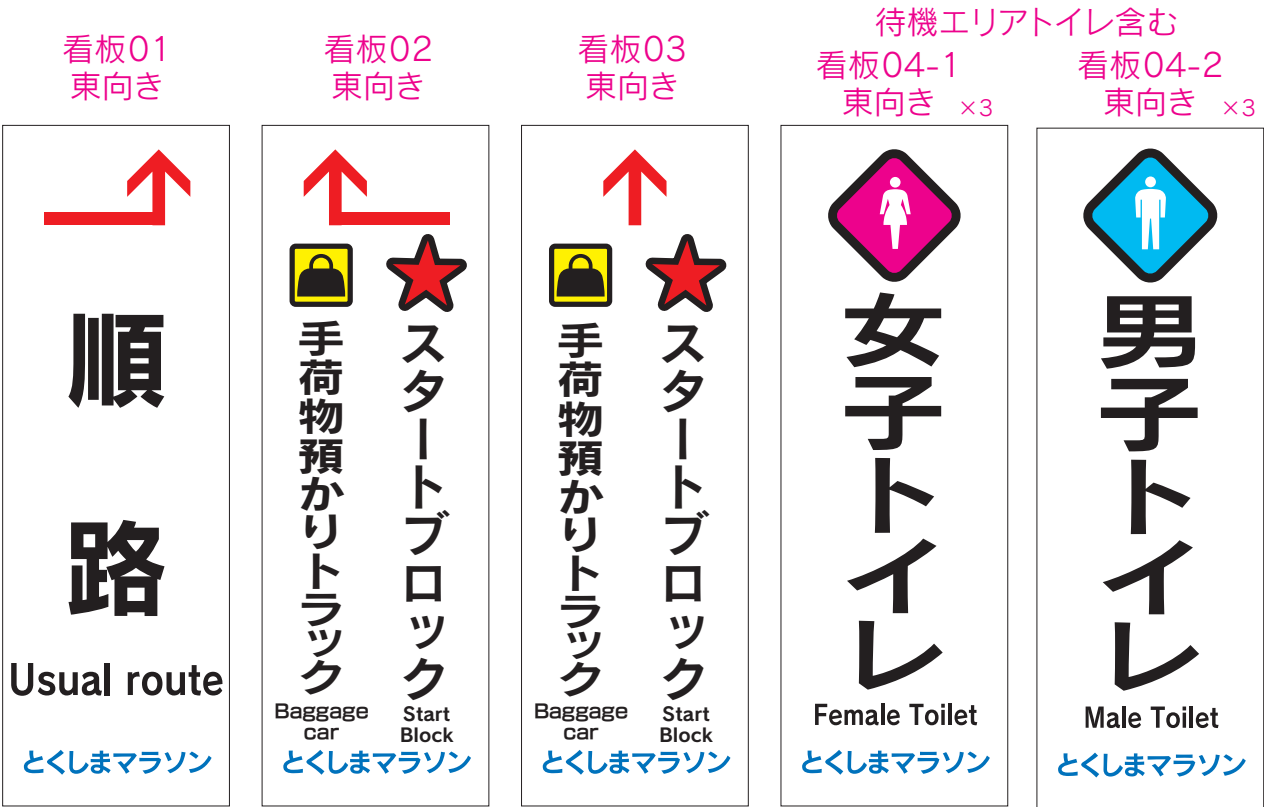 看板01
東向き
順路
Usual route
とくしまマラソン
看板02
東向き
手荷物預かりトラック
Baggage
car
スタートブロック
Start
Block
とくしまマラソン
看板03
東向き
手荷物預かりトラック
Baggage
car
スタートブロック
Start
Block
とくしまマラソン
待機エリアトイレ含む
看板04-1
東向き ×3
女子トイレ
Female Toilet
とくしまマラソン
看板04-2
東向き ×3
男子トイレ
Male Toilet
とくしまマラソン